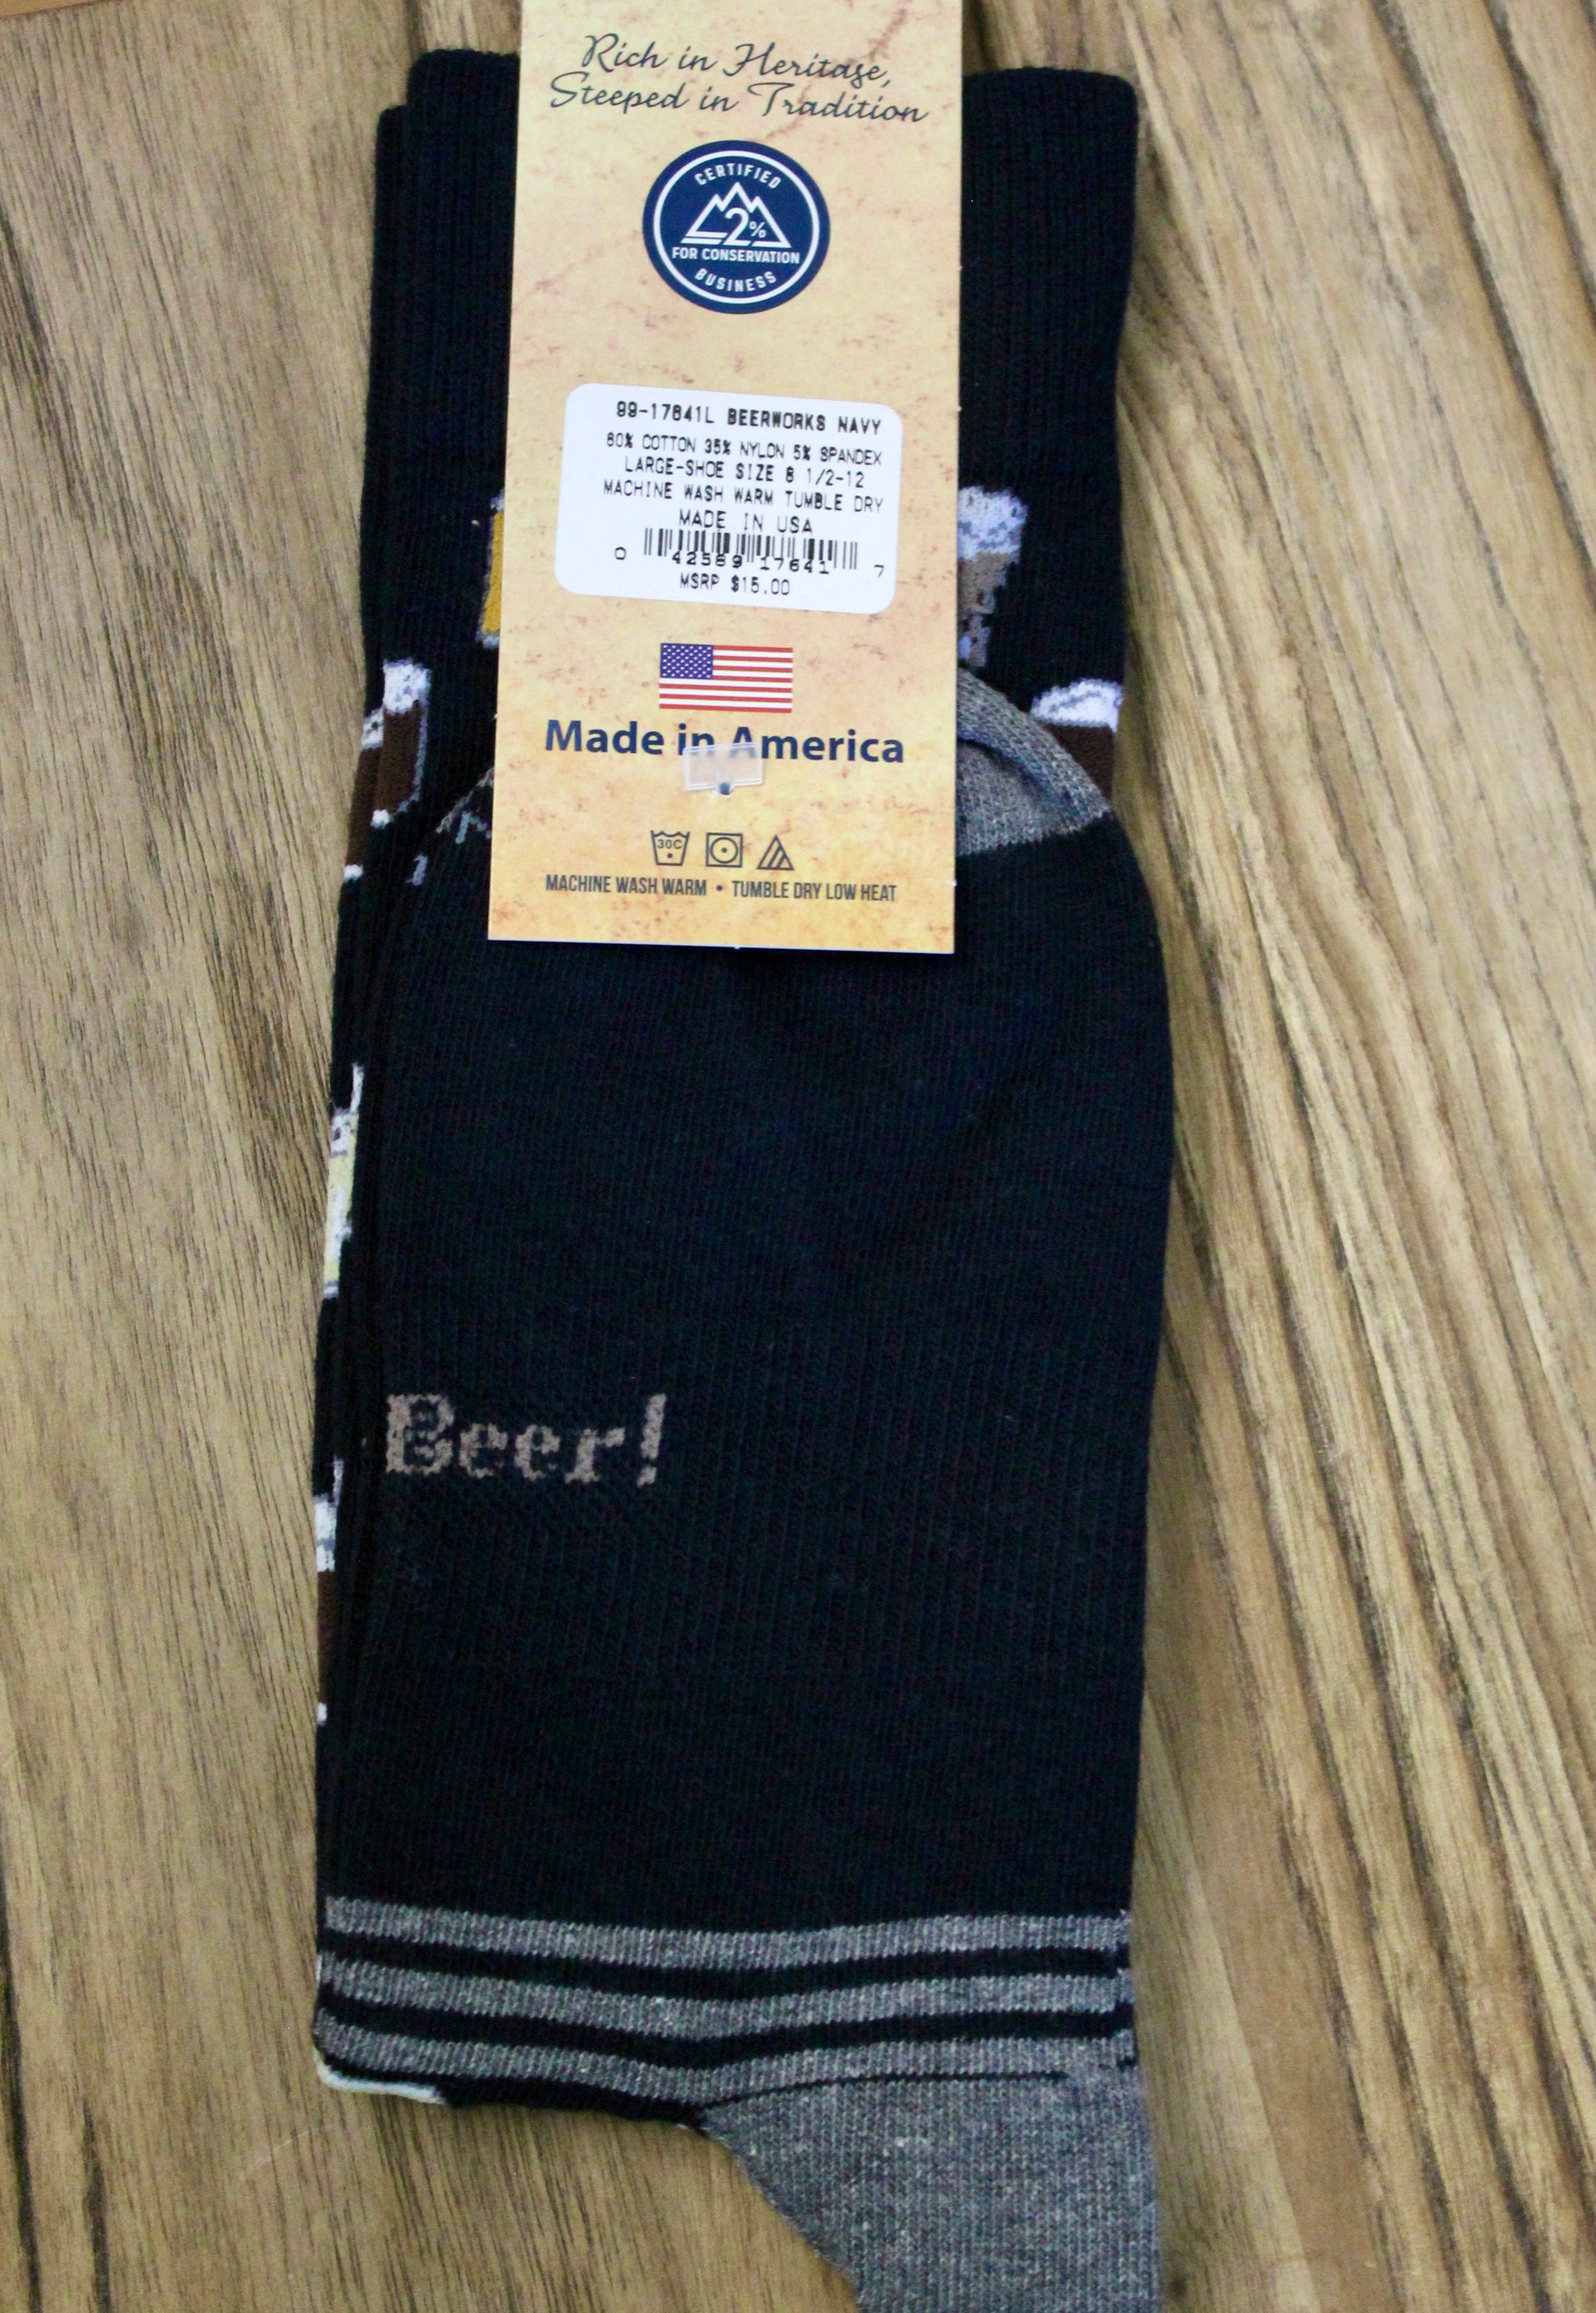 Rich in Heritage,
Steeped in Tradition
CERTIFIED
2%
FOR CONSERVATION
BUSINESS
99-17641L BEERWORKS NAVY
60% COTTON 35% NYLON 5% SPANDEX
LARGE-SHOE SIZE 8 1/2-12
MACHINE WASH WARM TUMBLE DRY
MADE IN USA
0 42569 17641 7
MSRP $15.00
Made in America
30C
MACHINE WASH WARM • TUMBLE DRY LOW HEAT
Beer!